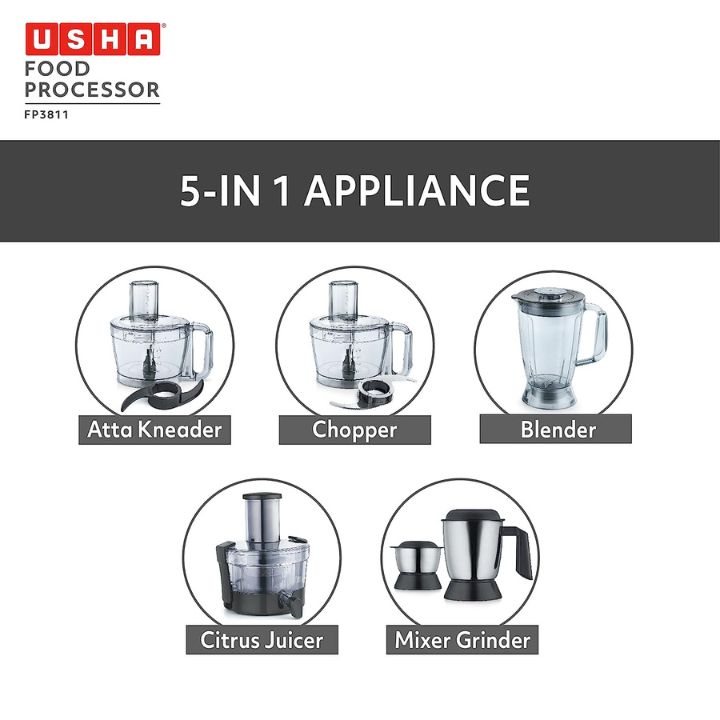 USHA®
FOOD
PROCESSOR
FP3811
5-IN 1 APPLIANCE
Atta Kneader
Chopper
Blender
Citrus Juicer
Mixer Grinder